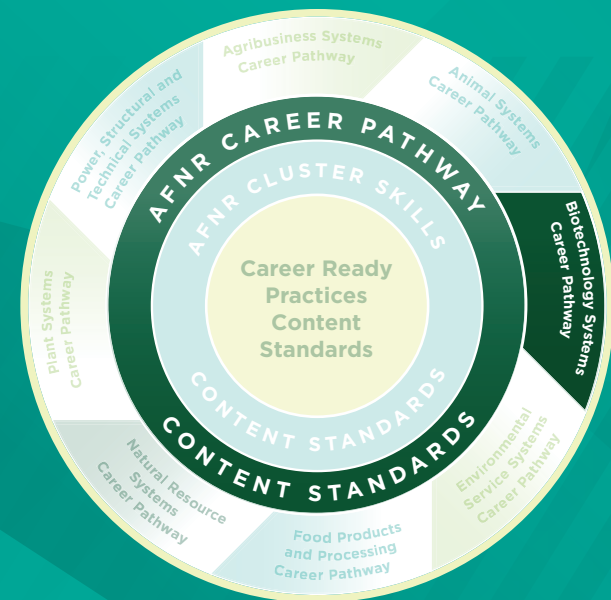 Agribusiness Systems
Career Pathway
Animal Systems
Career Pathway
Biotechnology Systems
Career Pathway
Environmental
Service Systems
Career Pathway
Food Products
and Processing
Career Pathway
Natural Resource
Systems
Career Pathway
Plant Systems
Career Pathway
Power, Structural and
Technical Systems
Career Pathway
AFNR CAREER PATHWAY
CONTENT STANDARDS
AFNR CLUSTER SKILLS
CONTENT STANDARDS
Career Ready
Practices
Content
Standards